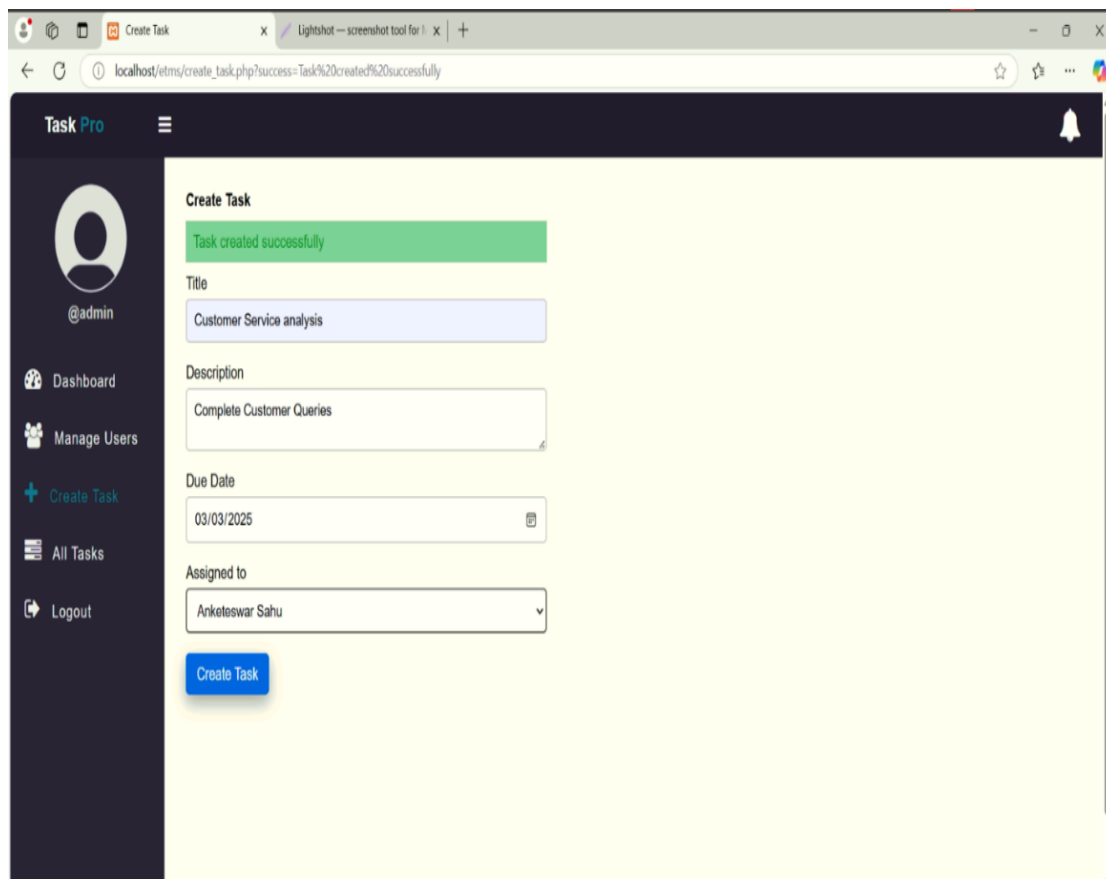 Create Task
Lightshot — screenshot tool for
localhost/etms/create_task.php?success=Task%20created%20successfully
Task Pro
@admin
Dashboard
Manage Users
Create Task
All Tasks
Logout
Create Task
Task created successfully
Title
Customer Service analysis
Description
Complete Customer Queries
Due Date
03/03/2025
Assigned to
Anketeswar Sahu
Create Task